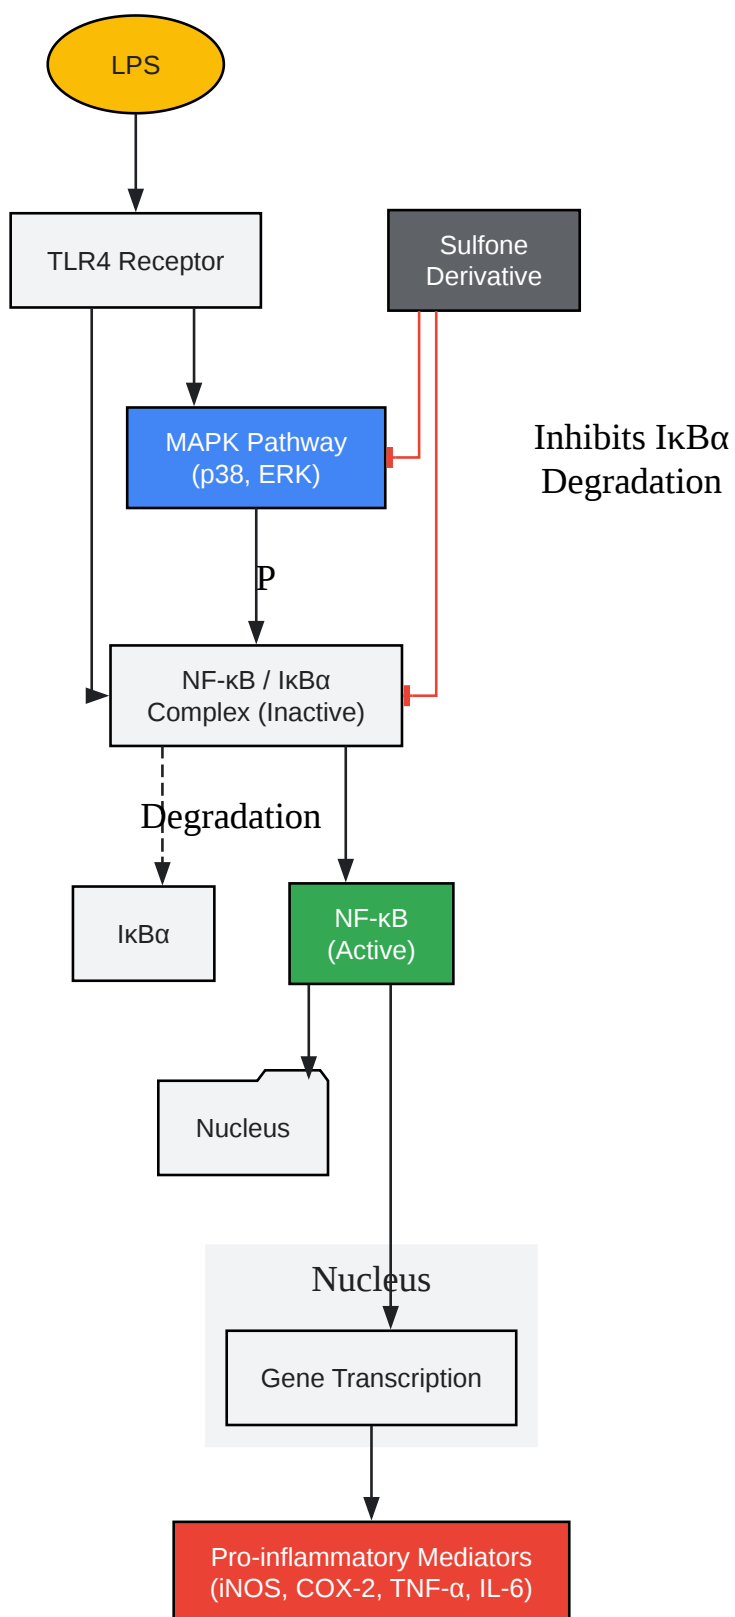 LPS
TLR4 Receptor
Sulfone
Derivative
MAPK Pathway
(p38, ERK)
Inhibits IκBα
Degradation
P
NF-κB / IκBα
Complex (Inactive)
Degradation
IκBα
NF-κB
(Active)
Nucleus
Nucleus
Gene Transcription
Pro-inflammatory Mediators
(iNOS, COX-2, TNF-α, IL-6)